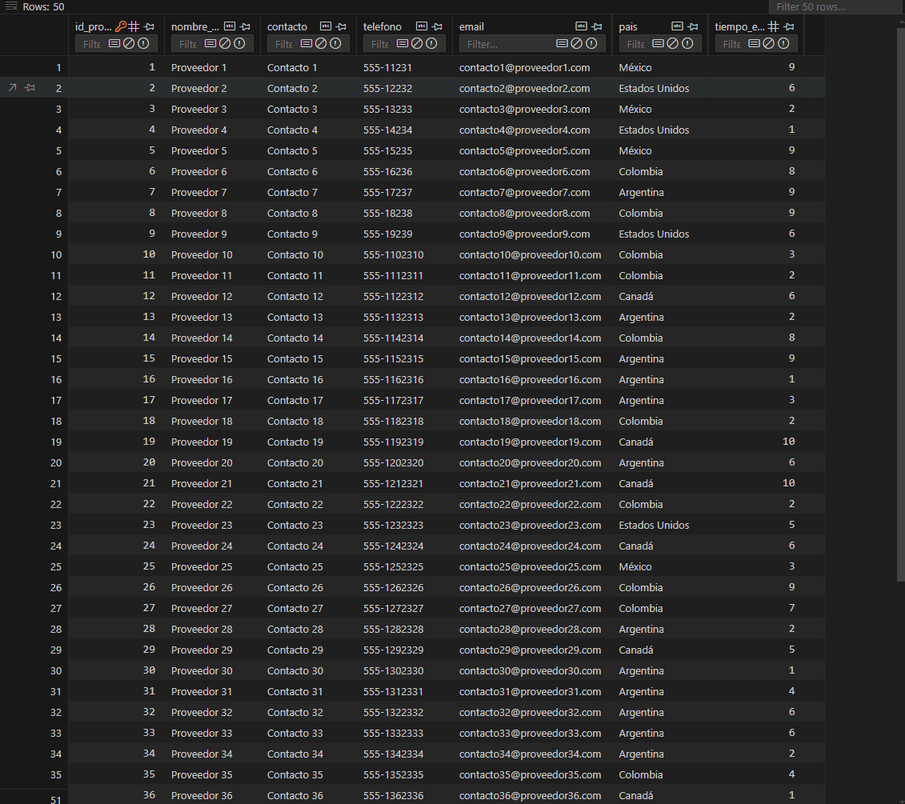 Rows: 50 Filter 50 rows...
id_pro... nombre_... contacto telefono email pais tiempo_e...
Filte Filte Filte Filte Filter... Filte Filte
1 1 Proveedor 1 Contacto 1 555-11231 contacto1@proveedor1.com México 9
2 2 Proveedor 2 Contacto 2 555-12232 contacto2@proveedor2.com Estados Unidos 6
3 3 Proveedor 3 Contacto 3 555-13233 contacto3@proveedor3.com México 2
4 4 Proveedor 4 Contacto 4 555-14234 contacto4@proveedor4.com Estados Unidos 1
5 5 Proveedor 5 Contacto 5 555-15235 contacto5@proveedor5.com México 9
6 6 Proveedor 6 Contacto 6 555-16236 contacto6@proveedor6.com Colombia 8
7 7 Proveedor 7 Contacto 7 555-17237 contacto7@proveedor7.com Argentina 9
8 8 Proveedor 8 Contacto 8 555-18238 contacto8@proveedor8.com Colombia 9
9 9 Proveedor 9 Contacto 9 555-19239 contacto9@proveedor9.com Estados Unidos 6
10 10 Proveedor 10 Contacto 10 555-1102310 contacto10@proveedor10.com Colombia 3
11 11 Proveedor 11 Contacto 11 555-1112311 contacto11@proveedor11.com Colombia 2
12 12 Proveedor 12 Contacto 12 555-1122312 contacto12@proveedor12.com Canadá 6
13 13 Proveedor 13 Contacto 13 555-1132313 contacto13@proveedor13.com Argentina 2
14 14 Proveedor 14 Contacto 14 555-1142314 contacto14@proveedor14.com Colombia 8
15 15 Proveedor 15 Contacto 15 555-1152315 contacto15@proveedor15.com Argentina 9
16 16 Proveedor 16 Contacto 16 555-1162316 contacto16@proveedor16.com Argentina 1
17 17 Proveedor 17 Contacto 17 555-1172317 contacto17@proveedor17.com Argentina 3
18 18 Proveedor 18 Contacto 18 555-1182318 contacto18@proveedor18.com Colombia 2
19 19 Proveedor 19 Contacto 19 555-1192319 contacto19@proveedor19.com Canadá 10
20 20 Proveedor 20 Contacto 20 555-1202320 contacto20@proveedor20.com Argentina 6
21 21 Proveedor 21 Contacto 21 555-1212321 contacto21@proveedor21.com Canadá 10
22 22 Proveedor 22 Contacto 22 555-1222322 contacto22@proveedor22.com Colombia 2
23 23 Proveedor 23 Contacto 23 555-1232323 contacto23@proveedor23.com Estados Unidos 5
24 24 Proveedor 24 Contacto 24 555-1242324 contacto24@proveedor24.com Canadá 6
25 25 Proveedor 25 Contacto 25 555-1252325 contacto25@proveedor25.com México 3
26 26 Proveedor 26 Contacto 26 555-1262326 contacto26@proveedor26.com Colombia 9
27 27 Proveedor 27 Contacto 27 555-1272327 contacto27@proveedor27.com Colombia 7
28 28 Proveedor 28 Contacto 28 555-1282328 contacto28@proveedor28.com Argentina 2
29 29 Proveedor 29 Contacto 29 555-1292329 contacto29@proveedor29.com Canadá 5
30 30 Proveedor 30 Contacto 30 555-1302330 contacto30@proveedor30.com Argentina 1
31 31 Proveedor 31 Contacto 31 555-1312331 contacto31@proveedor31.com Argentina 4
32 32 Proveedor 32 Contacto 32 555-1322332 contacto32@proveedor32.com Argentina 6
33 33 Proveedor 33 Contacto 33 555-1332333 contacto33@proveedor33.com Argentina 6
34 34 Proveedor 34 Contacto 34 555-1342334 contacto34@proveedor34.com Argentina 2
35 35 Proveedor 35 Contacto 35 555-1352335 contacto35@proveedor35.com Colombia 4
51 36 Proveedor 36 Contacto 36 555-1362336 contacto36@proveedor36.com Canadá 1